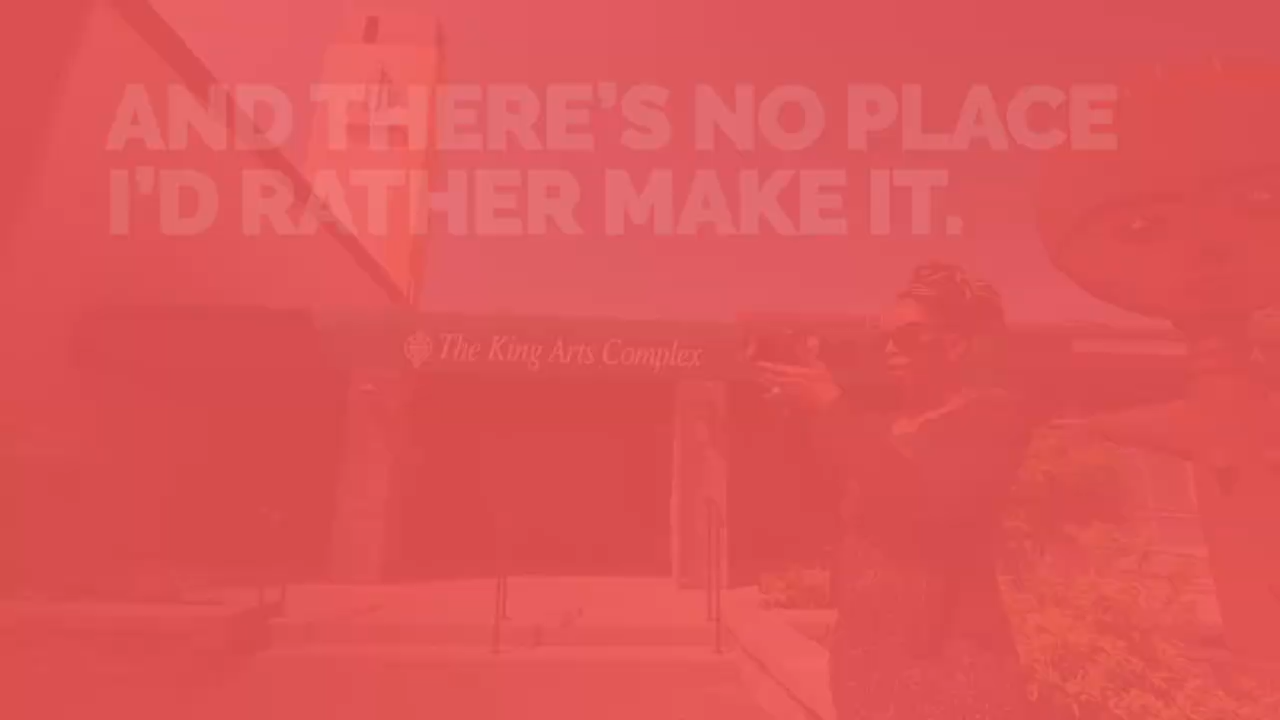 AND THERE'S NO PLACE
I'D RATHER MAKE IT.
The King Arts Complex